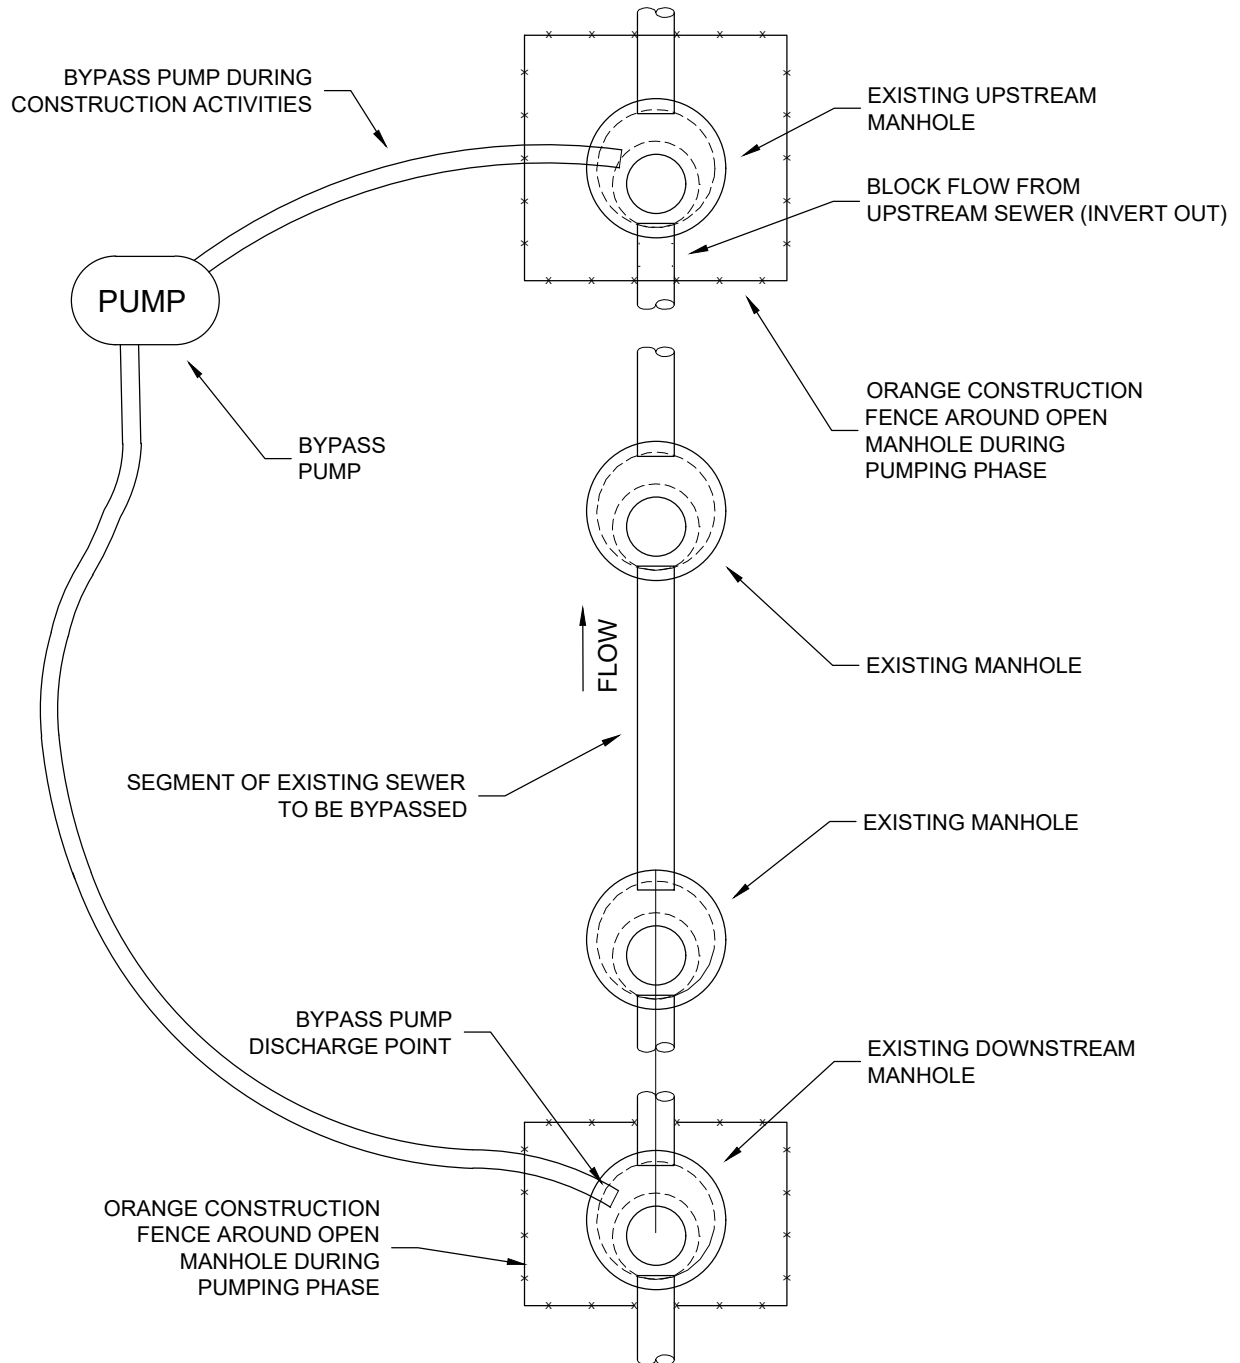 BYPASS PUMP DURING
CONSTRUCTION ACTIVITIES
EXISTING UPSTREAM
MANHOLE
BLOCK FLOW FROM
UPSTREAM SEWER (INVERT OUT)
PUMP
ORANGE CONSTRUCTION
FENCE AROUND OPEN
MANHOLE DURING
PUMPING PHASE
BYPASS
PUMP
FLOW
EXISTING MANHOLE
SEGMENT OF EXISTING SEWER
TO BE BYPASSED
EXISTING MANHOLE
BYPASS PUMP
DISCHARGE POINT
EXISTING DOWNSTREAM
MANHOLE
ORANGE CONSTRUCTION
FENCE AROUND OPEN
MANHOLE DURING
PUMPING PHASE